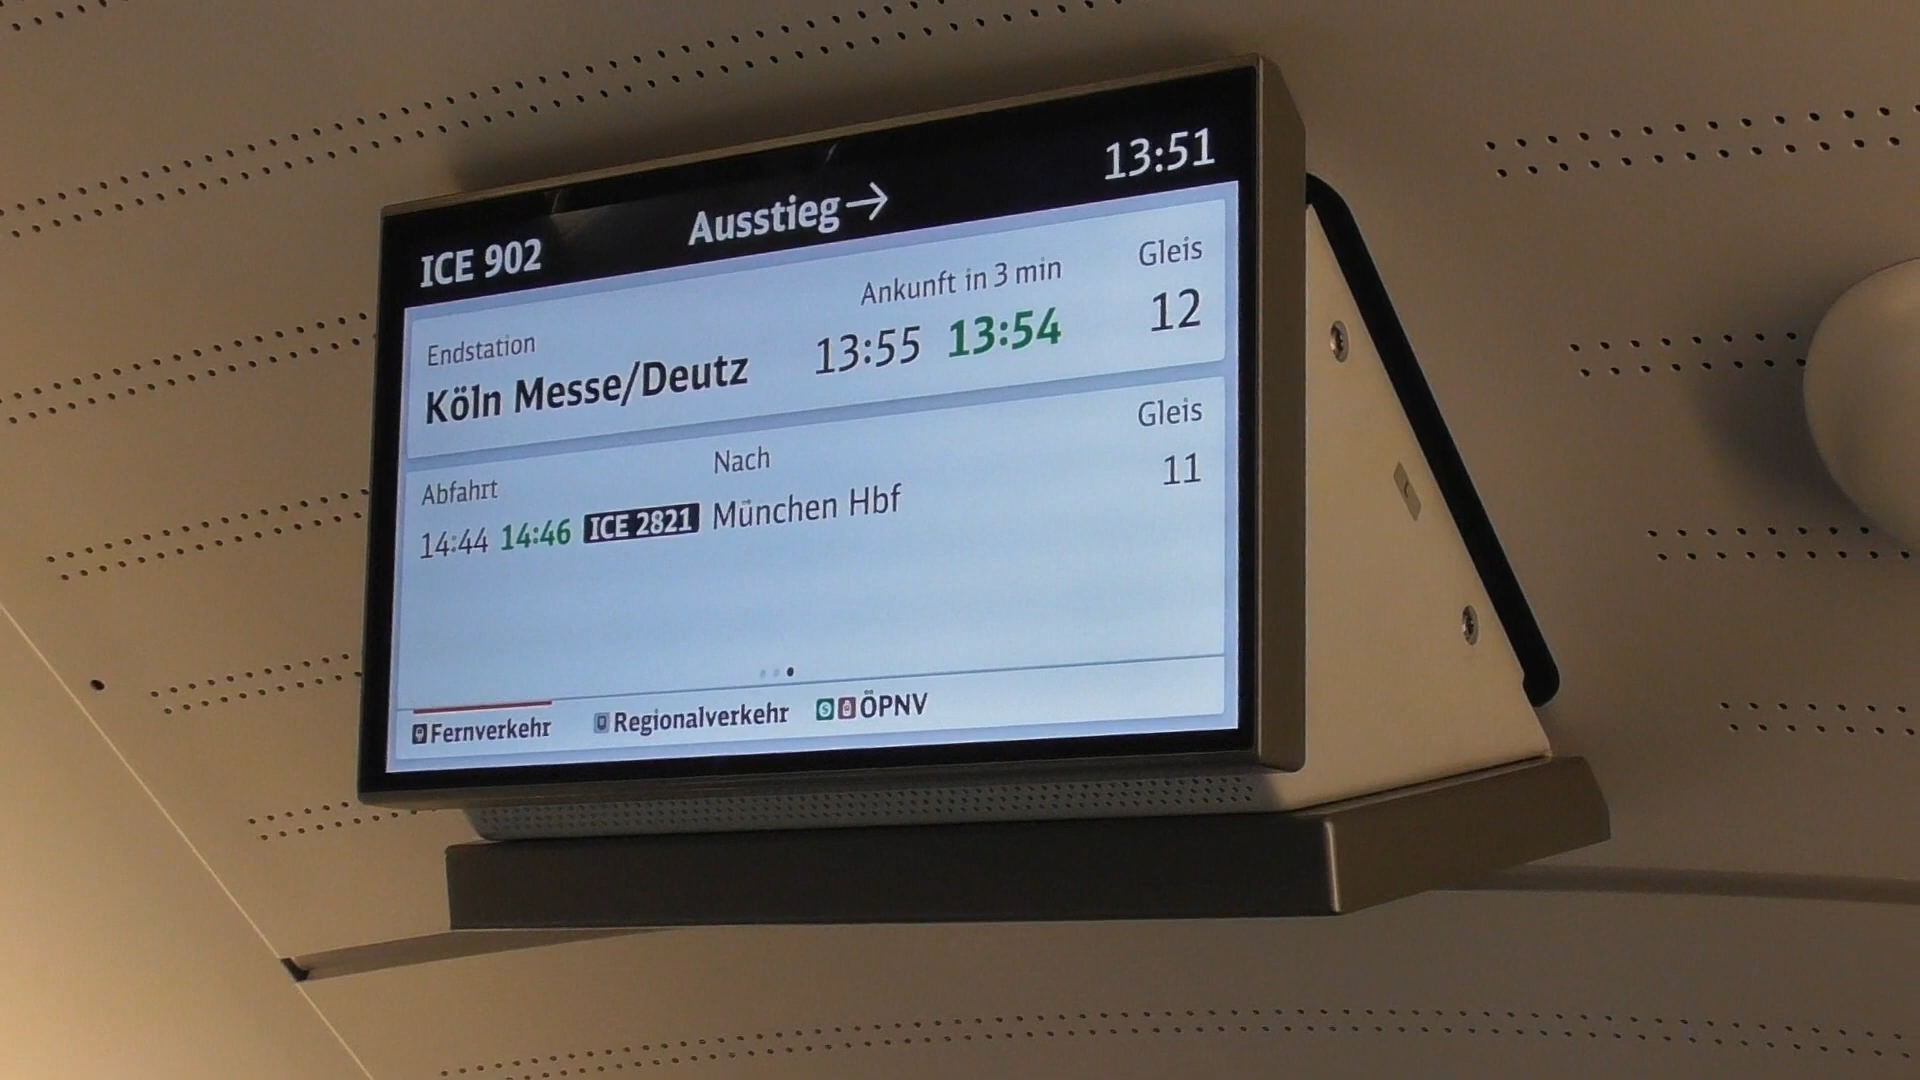 ICE 902 Ausstieg→ 13:51
Ankunft in 3 min Gleis
Endstation
Köln Messe/Deutz 13:55 13:54 12
Abfahrt Nach Gleis
14:44 14:46 ICE 2821 München Hbf 11
Fernverkehr Regionalverkehr S ÖPNV